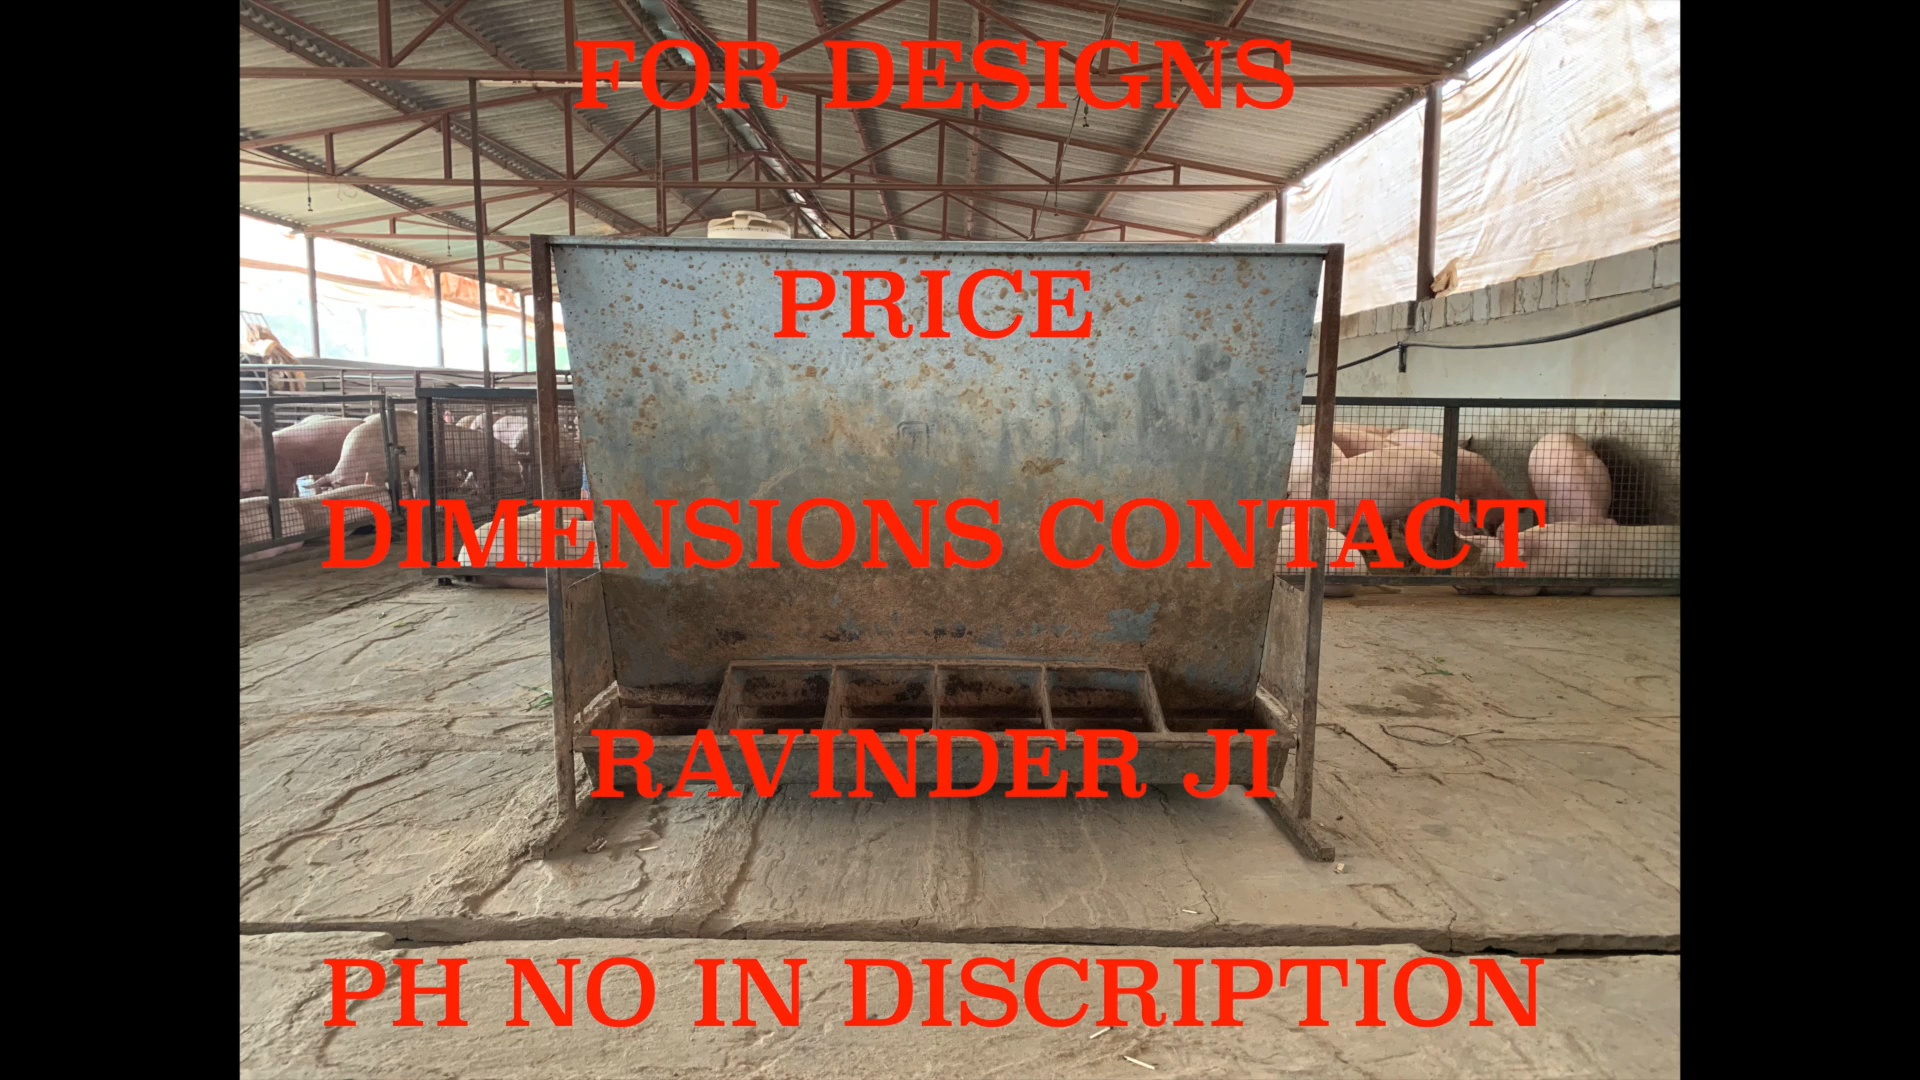 FOR DESIGNS
PRICE
DIMENSIONS CONTACT
RAVINDER JI
PH NO IN DISCRIPTION